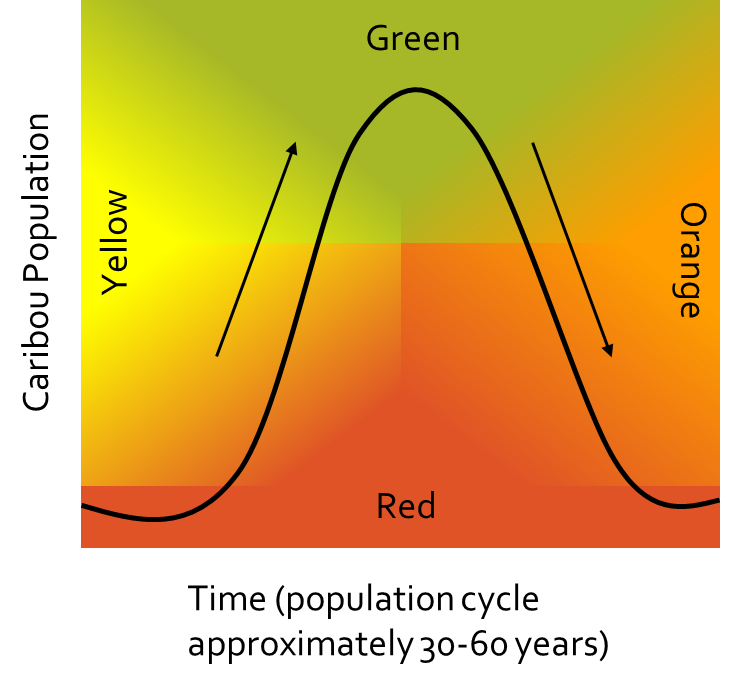 Green
Caribou Population
Yellow
Orange
Red
Time (population cycle
approximately 30-60 years)